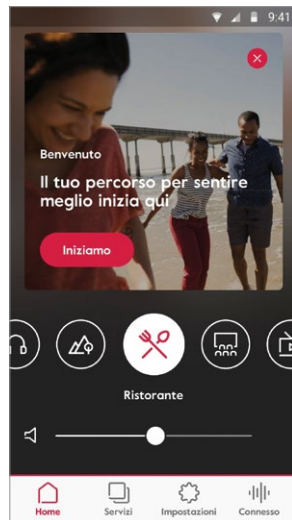 9:41
Benvenuto
Il tuo percorso per sentire
meglio inizia qui
Iniziamo
Ristorante
Home Servizi Impostazioni Connesso